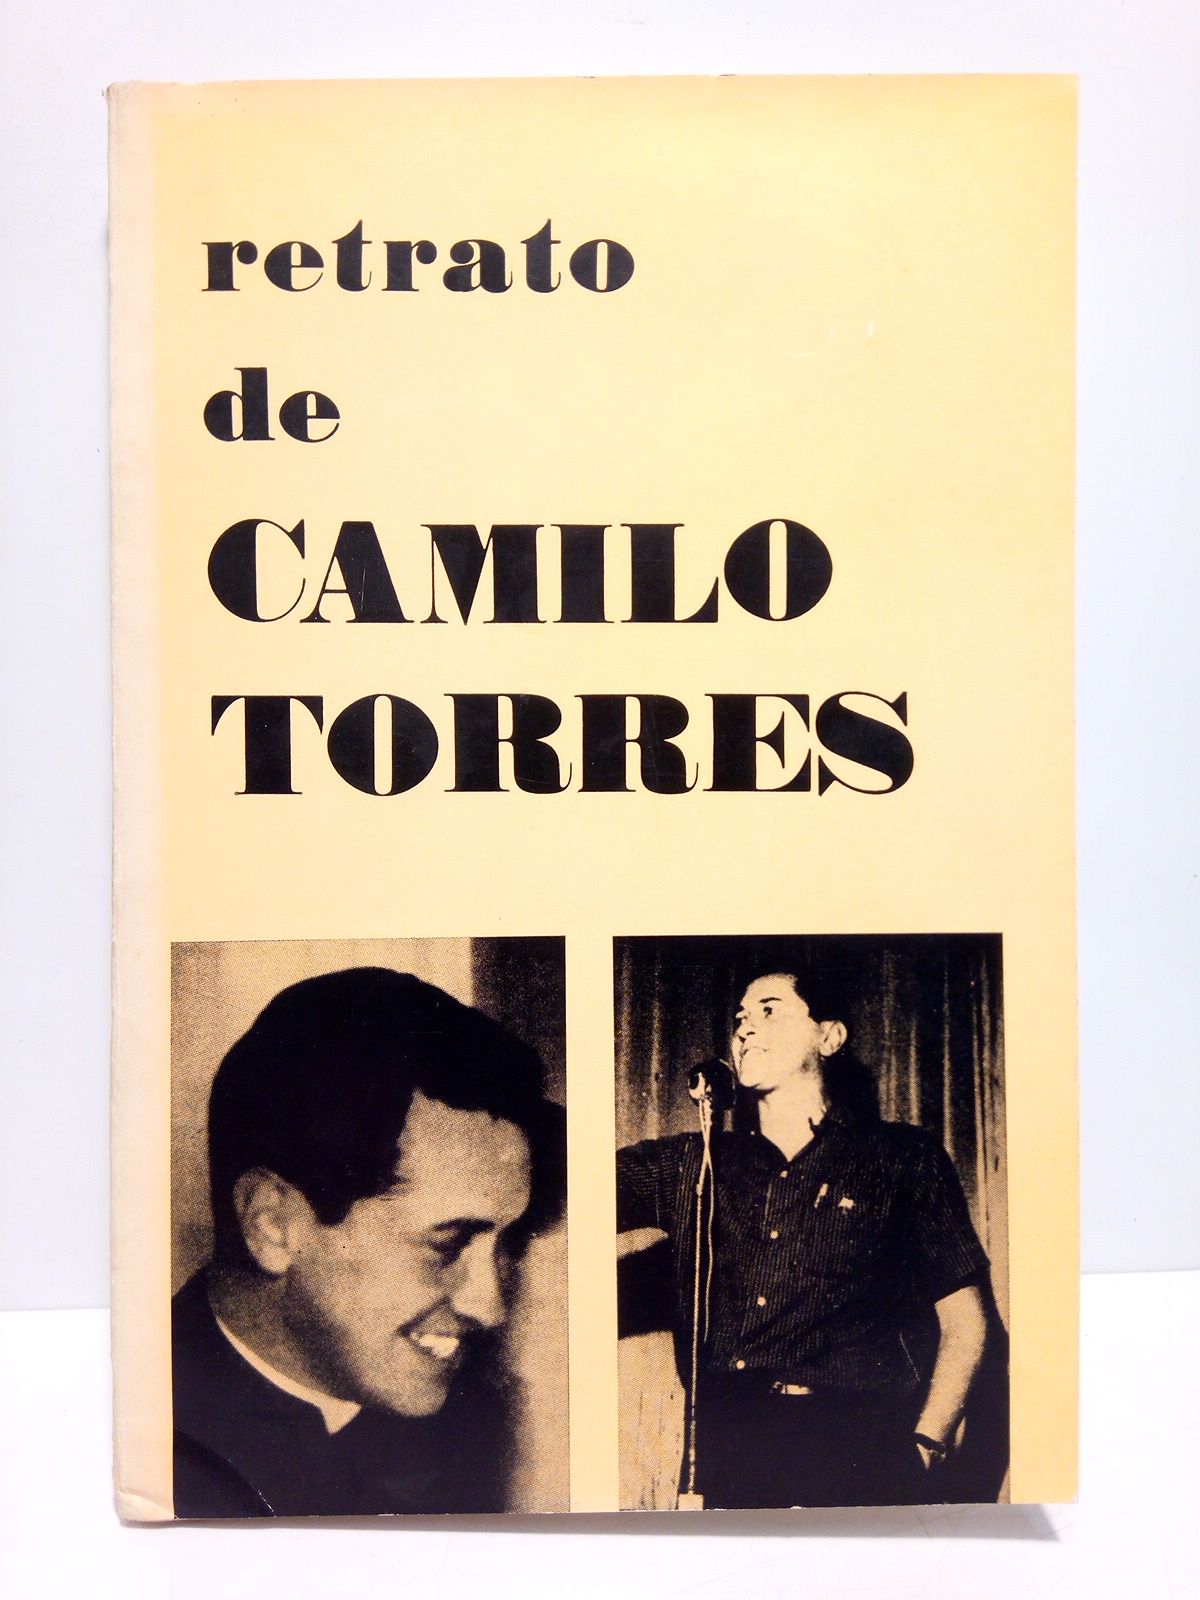 retrato
de
CAMILO
TORRES